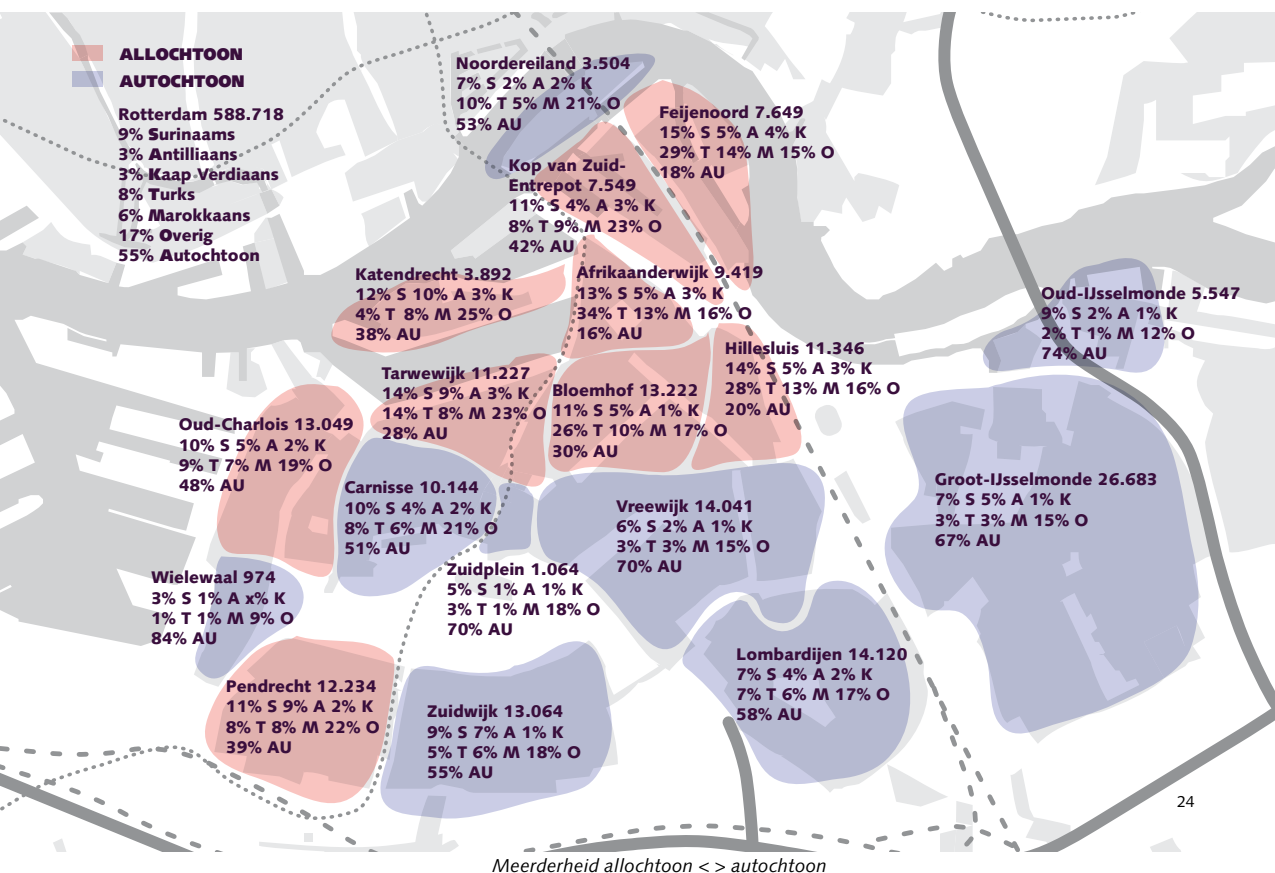 ALLOCHTOON
AUTOCHTOON
Rotterdam 588.718
9% Surinaams
3% Antilliaans
3% Kaap Verdiaans
8% Turks
6% Marokkaans
17% Overig
55% Autochtoon
Noordereiland 3.504
7% S 2% A 2% K
10% T 5% M 21% O
53% AU
Feijenoord 7.649
15% S 5% A 4% K
29% T 14% M 15% O
18% AU
Kop van Zuid-
Entrepot 7.549
11% S 4% A 3% K
8% T 9% M 23% O
42% AU
Katendrecht 3.892
12% S 10% A 3% K
4% T 8% M 25% O
38% AU
Afrikaanderwijk 9.419
13% S 5% A 3% K
34% T 13% M 16% O
16% AU
Oud-IJsselmonde 5.547
9% S 2% A 1% K
2% T 1% M 12% O
74% AU
Hillesluis 11.346
14% S 5% A 3% K
28% T 13% M 16% O
20% AU
Tarwewijk 11.227
14% S 9% A 3% K
14% T 8% M 23% O
28% AU
Bloemhof 13.222
11% S 5% A 1% K
26% T 10% M 17% O
30% AU
Oud-Charlois 13.049
10% S 5% A 2% K
9% T 7% M 19% O
48% AU
Carnisse 10.144
10% S 4% A 2% K
8% T 6% M 21% O
51% AU
Vreewijk 14.041
6% S 2% A 1% K
3% T 3% M 15% O
70% AU
Groot-IJsselmonde 26.683
7% S 5% A 1% K
3% T 3% M 15% O
67% AU
Wielewaal 974
3% S 1% A x% K
1% T 1% M 9% O
84% AU
Zuidplein 1.064
5% S 1% A 1% K
3% T 1% M 18% O
70% AU
Lombardijen 14.120
7% S 4% A 2% K
7% T 6% M 17% O
58% AU
Pendrecht 12.234
11% S 9% A 2% K
8% T 8% M 22% O
39% AU
Zuidwijk 13.064
9% S 7% A 1% K
5% T 6% M 18% O
55% AU
24
Meerderheid allochtoon < > autochtoon